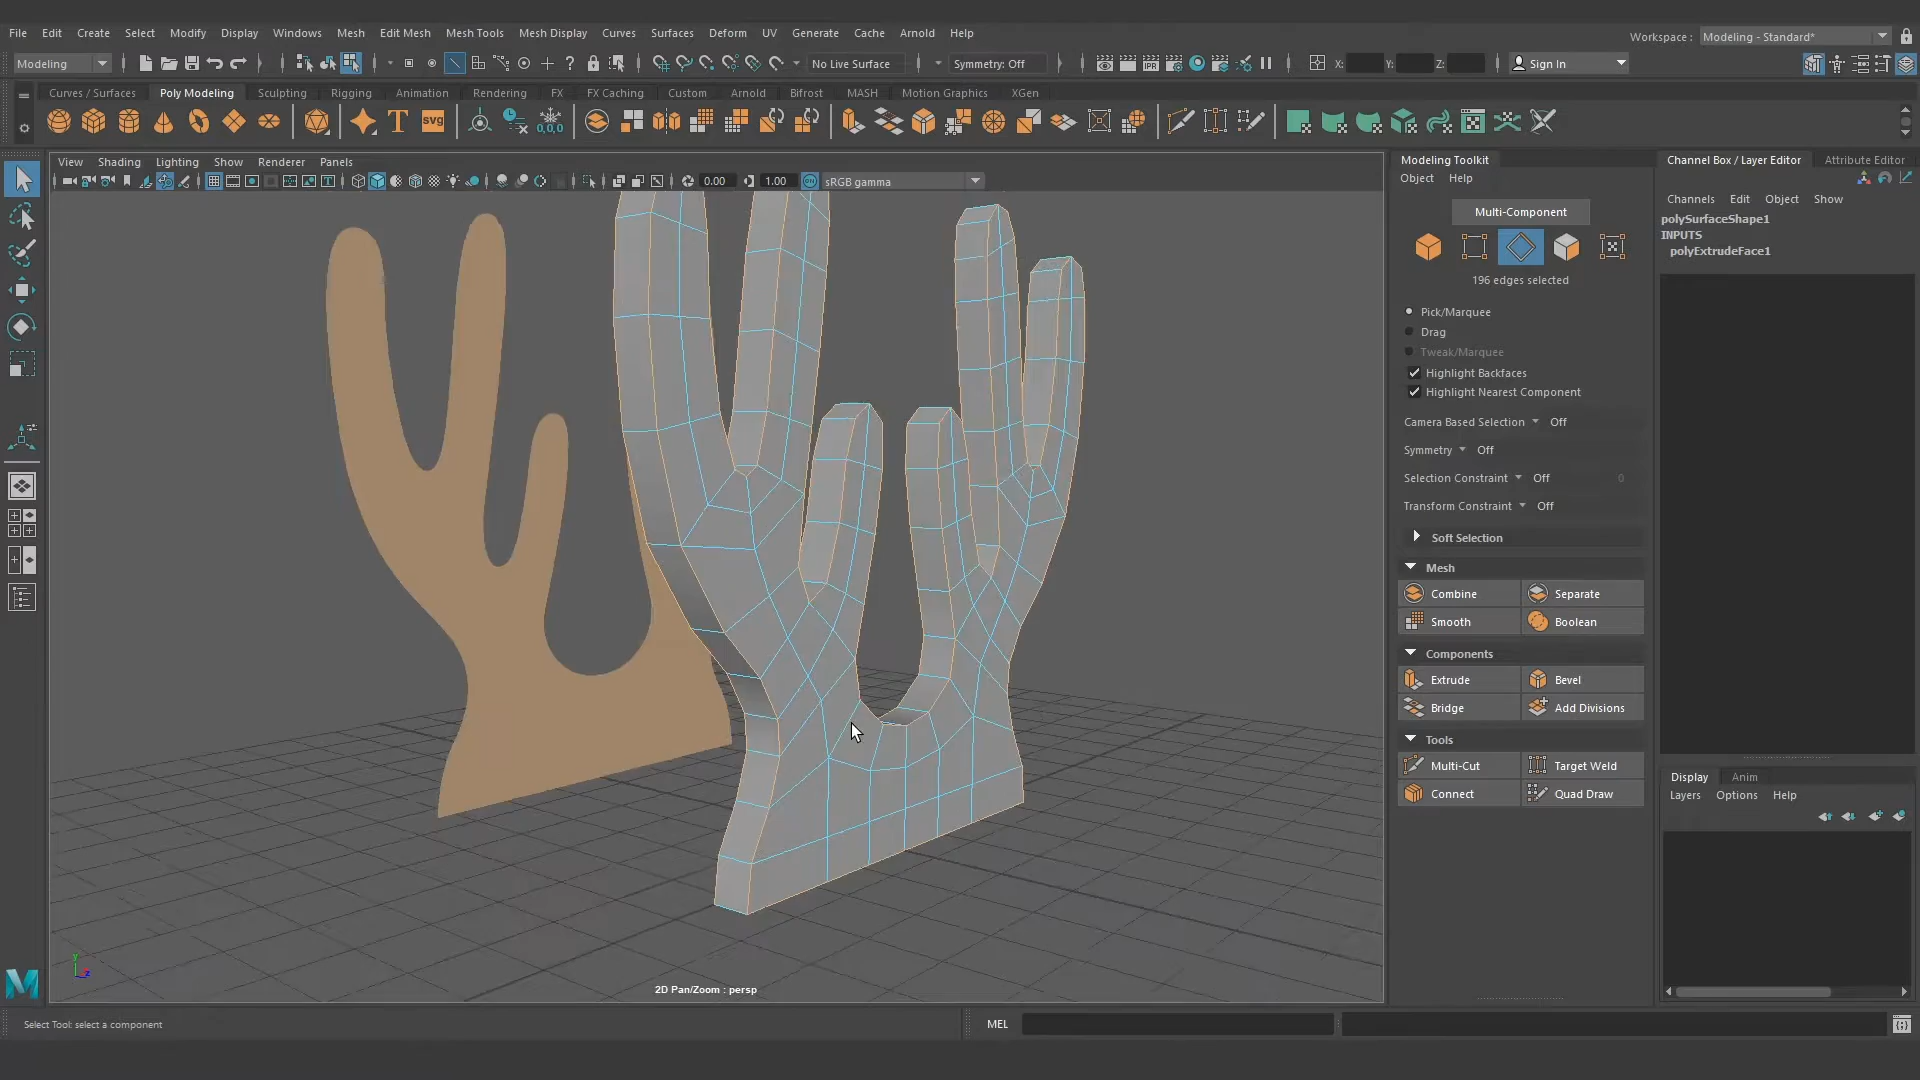 File Edit Create Select Modify Display Windows Mesh Edit Mesh Mesh Tools Mesh Display Curves Surfaces Deform UV Generate Cache Arnold Help
Workspace : Modeling - Standard*
Modeling No Live Surface Symmetry: Off X: Y: Z: Sign In
Curves / Surfaces Poly Modeling Sculpting Rigging Animation Rendering FX FX Caching Custom Arnold Bifrost MASH Motion Graphics XGen
T SVG 0,0,0
View Shading Lighting Show Renderer Panels
0.00 1.00 sRGB gamma
Modeling Toolkit
Object Help
Multi-Component
196 edges selected
Pick/Marquee
Drag
Tweak/Marquee
Highlight Backfaces
Highlight Nearest Component
Camera Based Selection Off
Symmetry Off
Selection Constraint Off 0
Transform Constraint Off
Soft Selection
Mesh
Combine Separate
Smooth Boolean
Components
Extrude Bevel
Bridge Add Divisions
Tools
Multi-Cut Target Weld
Connect Quad Draw
Channel Box / Layer Editor Attribute Editor
Channels Edit Object Show
polySurfaceShape1
INPUTS
polyExtrudeFace1
Display Anim
Layers Options Help
y z
2D Pan/Zoom : persp
Select Tool: select a component
MEL